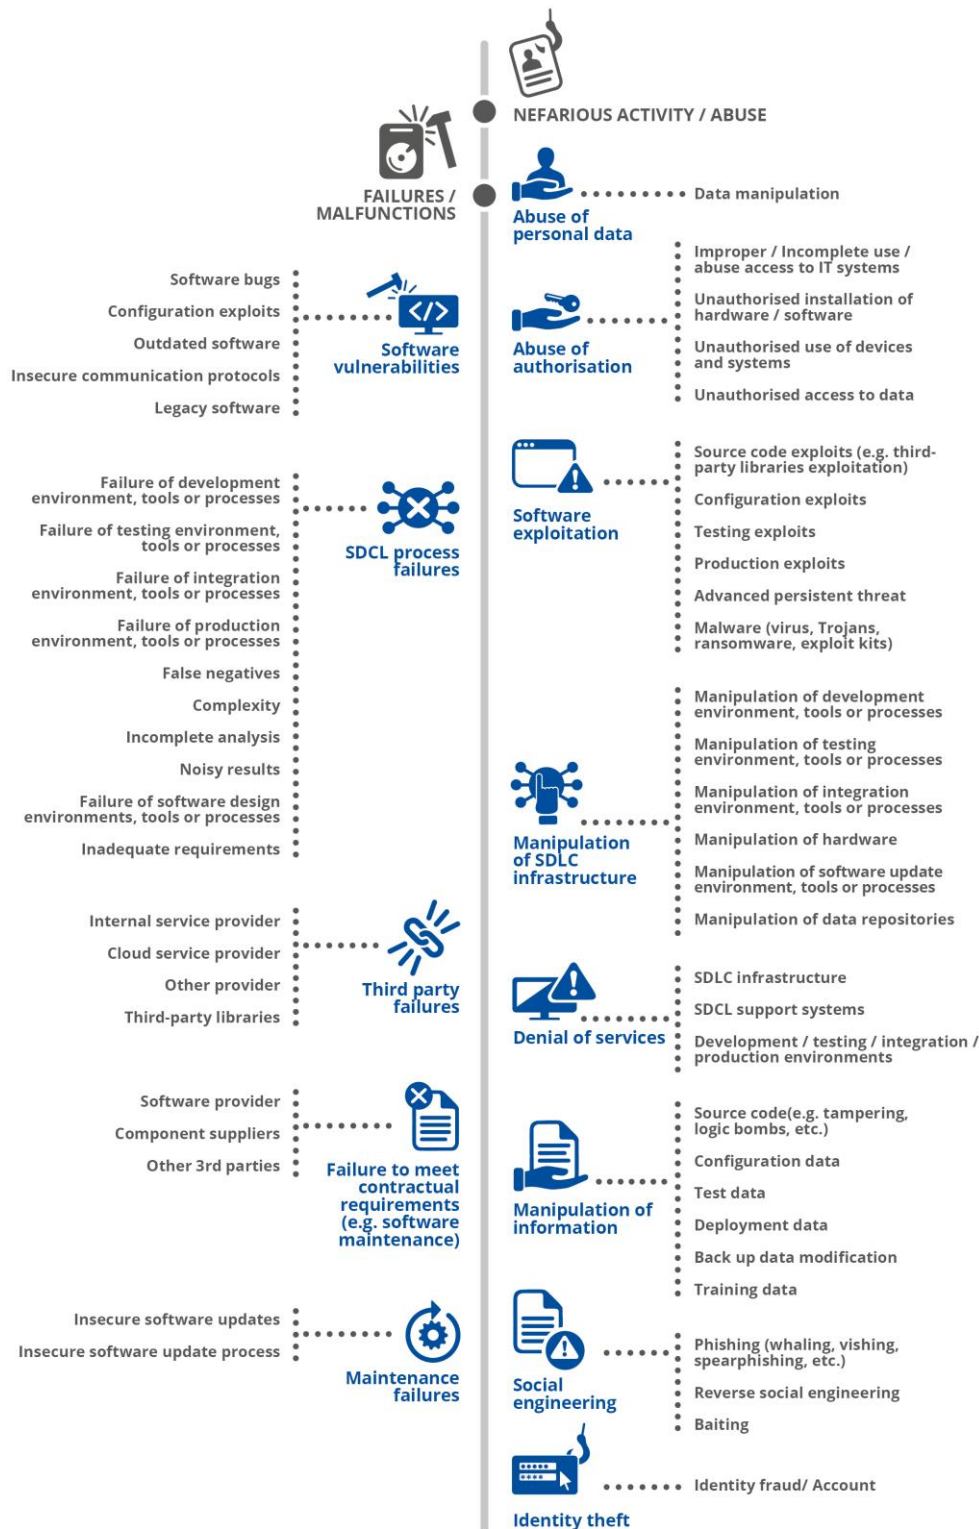 NEFARIOUS ACTIVITY / ABUSE
Abuse of
personal data
Data manipulation
Abuse of
authorisation
Improper / Incomplete use /
abuse access to IT systems
Unauthorised installation of
hardware / software
Unauthorised use of devices
and systems
Unauthorised access to data
Software
exploitation
Source code exploits (e.g. third-
party libraries exploitation)
Configuration exploits
Testing exploits
Production exploits
Advanced persistent threat
Malware (virus, Trojans,
ransomware, exploit kits)
Manipulation
of SDLC
infrastructure
Manipulation of development
environment, tools or processes
Manipulation of testing
environment, tools or processes
Manipulation of integration
environment, tools or processes
Manipulation of hardware
Manipulation of software update
environment, tools or processes
Manipulation of data repositories
Denial of services
SDLC infrastructure
SDCL support systems
Development / testing / integration /
production environments
Manipulation of
information
Source code(e.g. tampering,
logic bombs, etc.)
Configuration data
Test data
Deployment data
Back up data modification
Training data
Social
engineering
Phishing (whaling, vishing,
spearphishing, etc.)
Reverse social engineering
Baiting
Identity theft
Identity fraud/ Account
FAILURES /
MALFUNCTIONS
Software
vulnerabilities
Software bugs
Configuration exploits
Outdated software
Insecure communication protocols
Legacy software
SDCL process
failures
Failure of development
environment, tools or processes
Failure of testing environment,
tools or processes
Failure of integration
environment, tools or processes
Failure of production
environment, tools or processes
False negatives
Complexity
Incomplete analysis
Noisy results
Failure of software design
environments, tools or processes
Inadequate requirements
Third party
failures
Internal service provider
Cloud service provider
Other provider
Third-party libraries
Failure to meet
contractual
requirements
(e.g. software
maintenance)
Software provider
Component suppliers
Other 3rd parties
Maintenance
failures
Insecure software updates
Insecure software update process